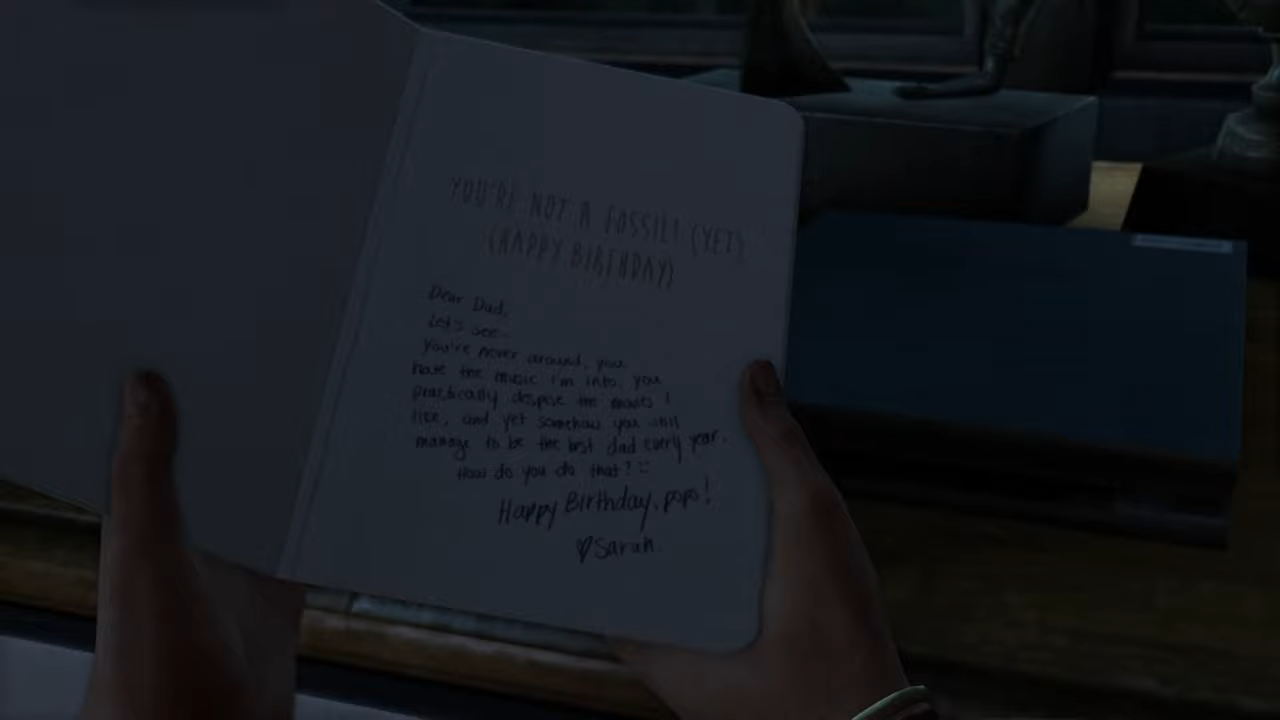 YOU'RE NOT A FOSSIL! (YET)
(HAPPY BIRTHDAY)
Dear Dad,
Let's see...
You're never around, you
hate the music i'm into, you
practically despise the movies i
like, and yet somehow you still
manage to be the best dad every year.
How do you do that? :)
Happy Birthday, pops!
♡Sarah.